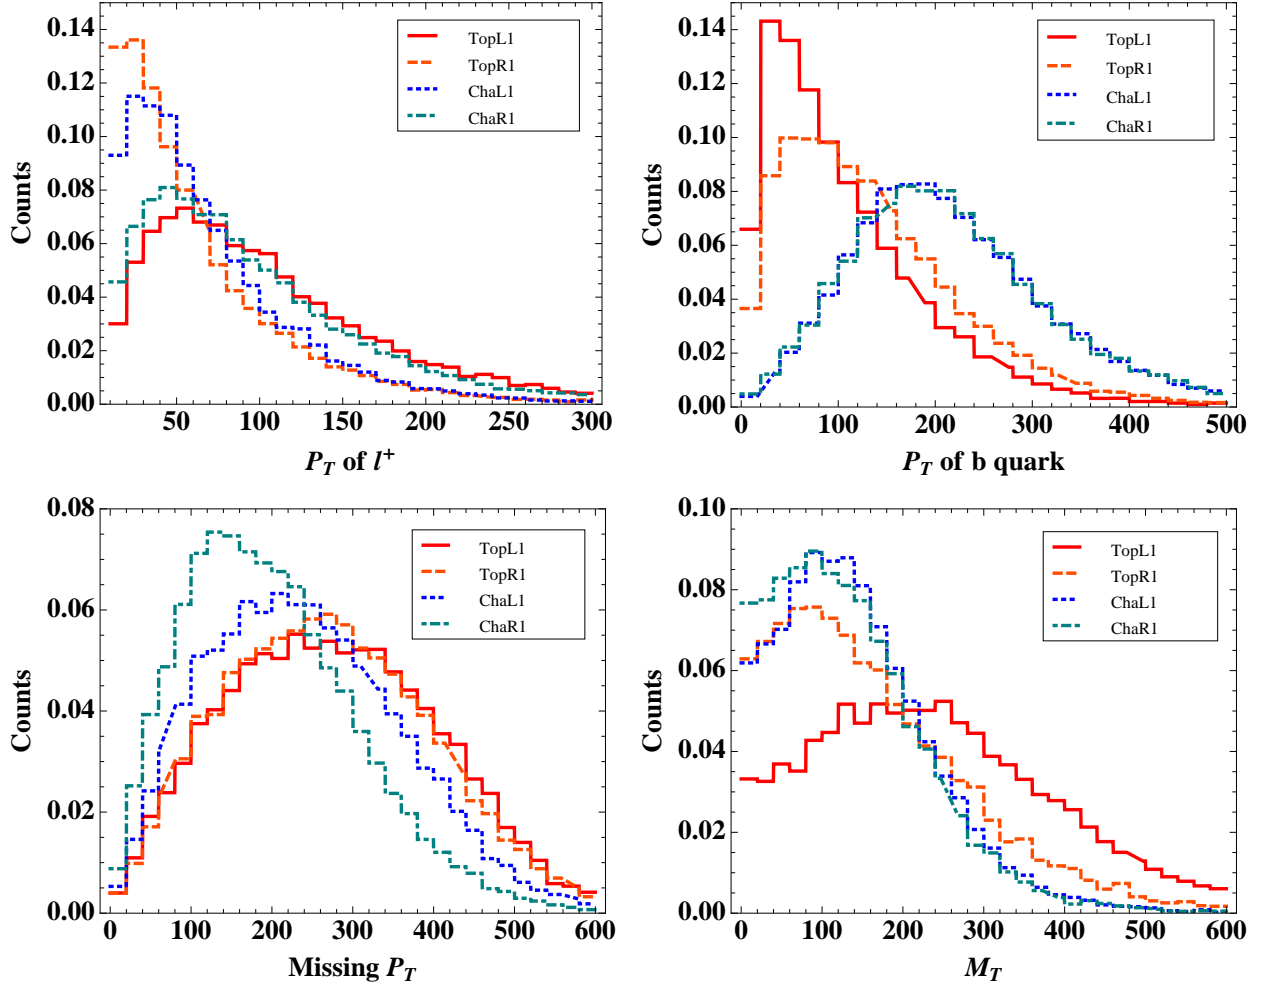 0.14
0.12
0.10
0.08
0.06
0.04
0.02
0.00
Counts
TopL1
TopR1
ChaL1
ChaR1
50 100 150 200 250 300
P_T of l^+
0.14
0.12
0.10
0.08
0.06
0.04
0.02
0.00
Counts
TopL1
TopR1
ChaL1
ChaR1
0 100 200 300 400 500
P_T of b quark
0.08
0.06
0.04
0.02
0.00
Counts
TopL1
TopR1
ChaL1
ChaR1
0 100 200 300 400 500 600
Missing P_T
0.10
0.08
0.06
0.04
0.02
0.00
Counts
TopL1
TopR1
ChaL1
ChaR1
0 100 200 300 400 500 600
M_T